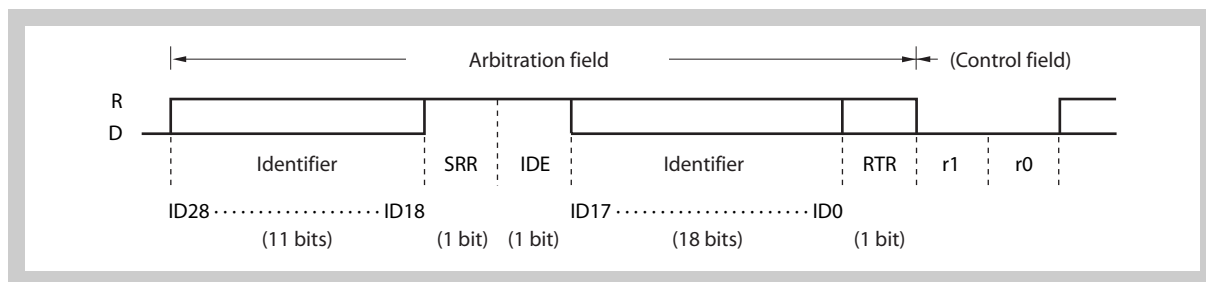 Arbitration field (Control field)
R
D
Identifier SRR IDE Identifier RTR r1 r0
ID28 ·················· ID18 ID17 ························ ID0
(11 bits) (1 bit) (1 bit) (18 bits) (1 bit)